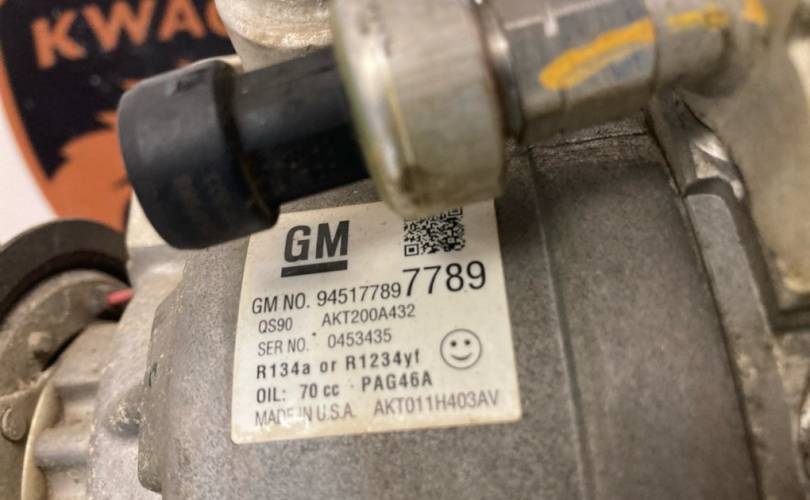 KWA
GM
GM NO. 94517789 7789
QS90 AKT200A432
SER NO. 0453435
R134a or R1234yf
OIL: 70 cc PAG46A
MADE IN U.S.A. AKT011H403AV